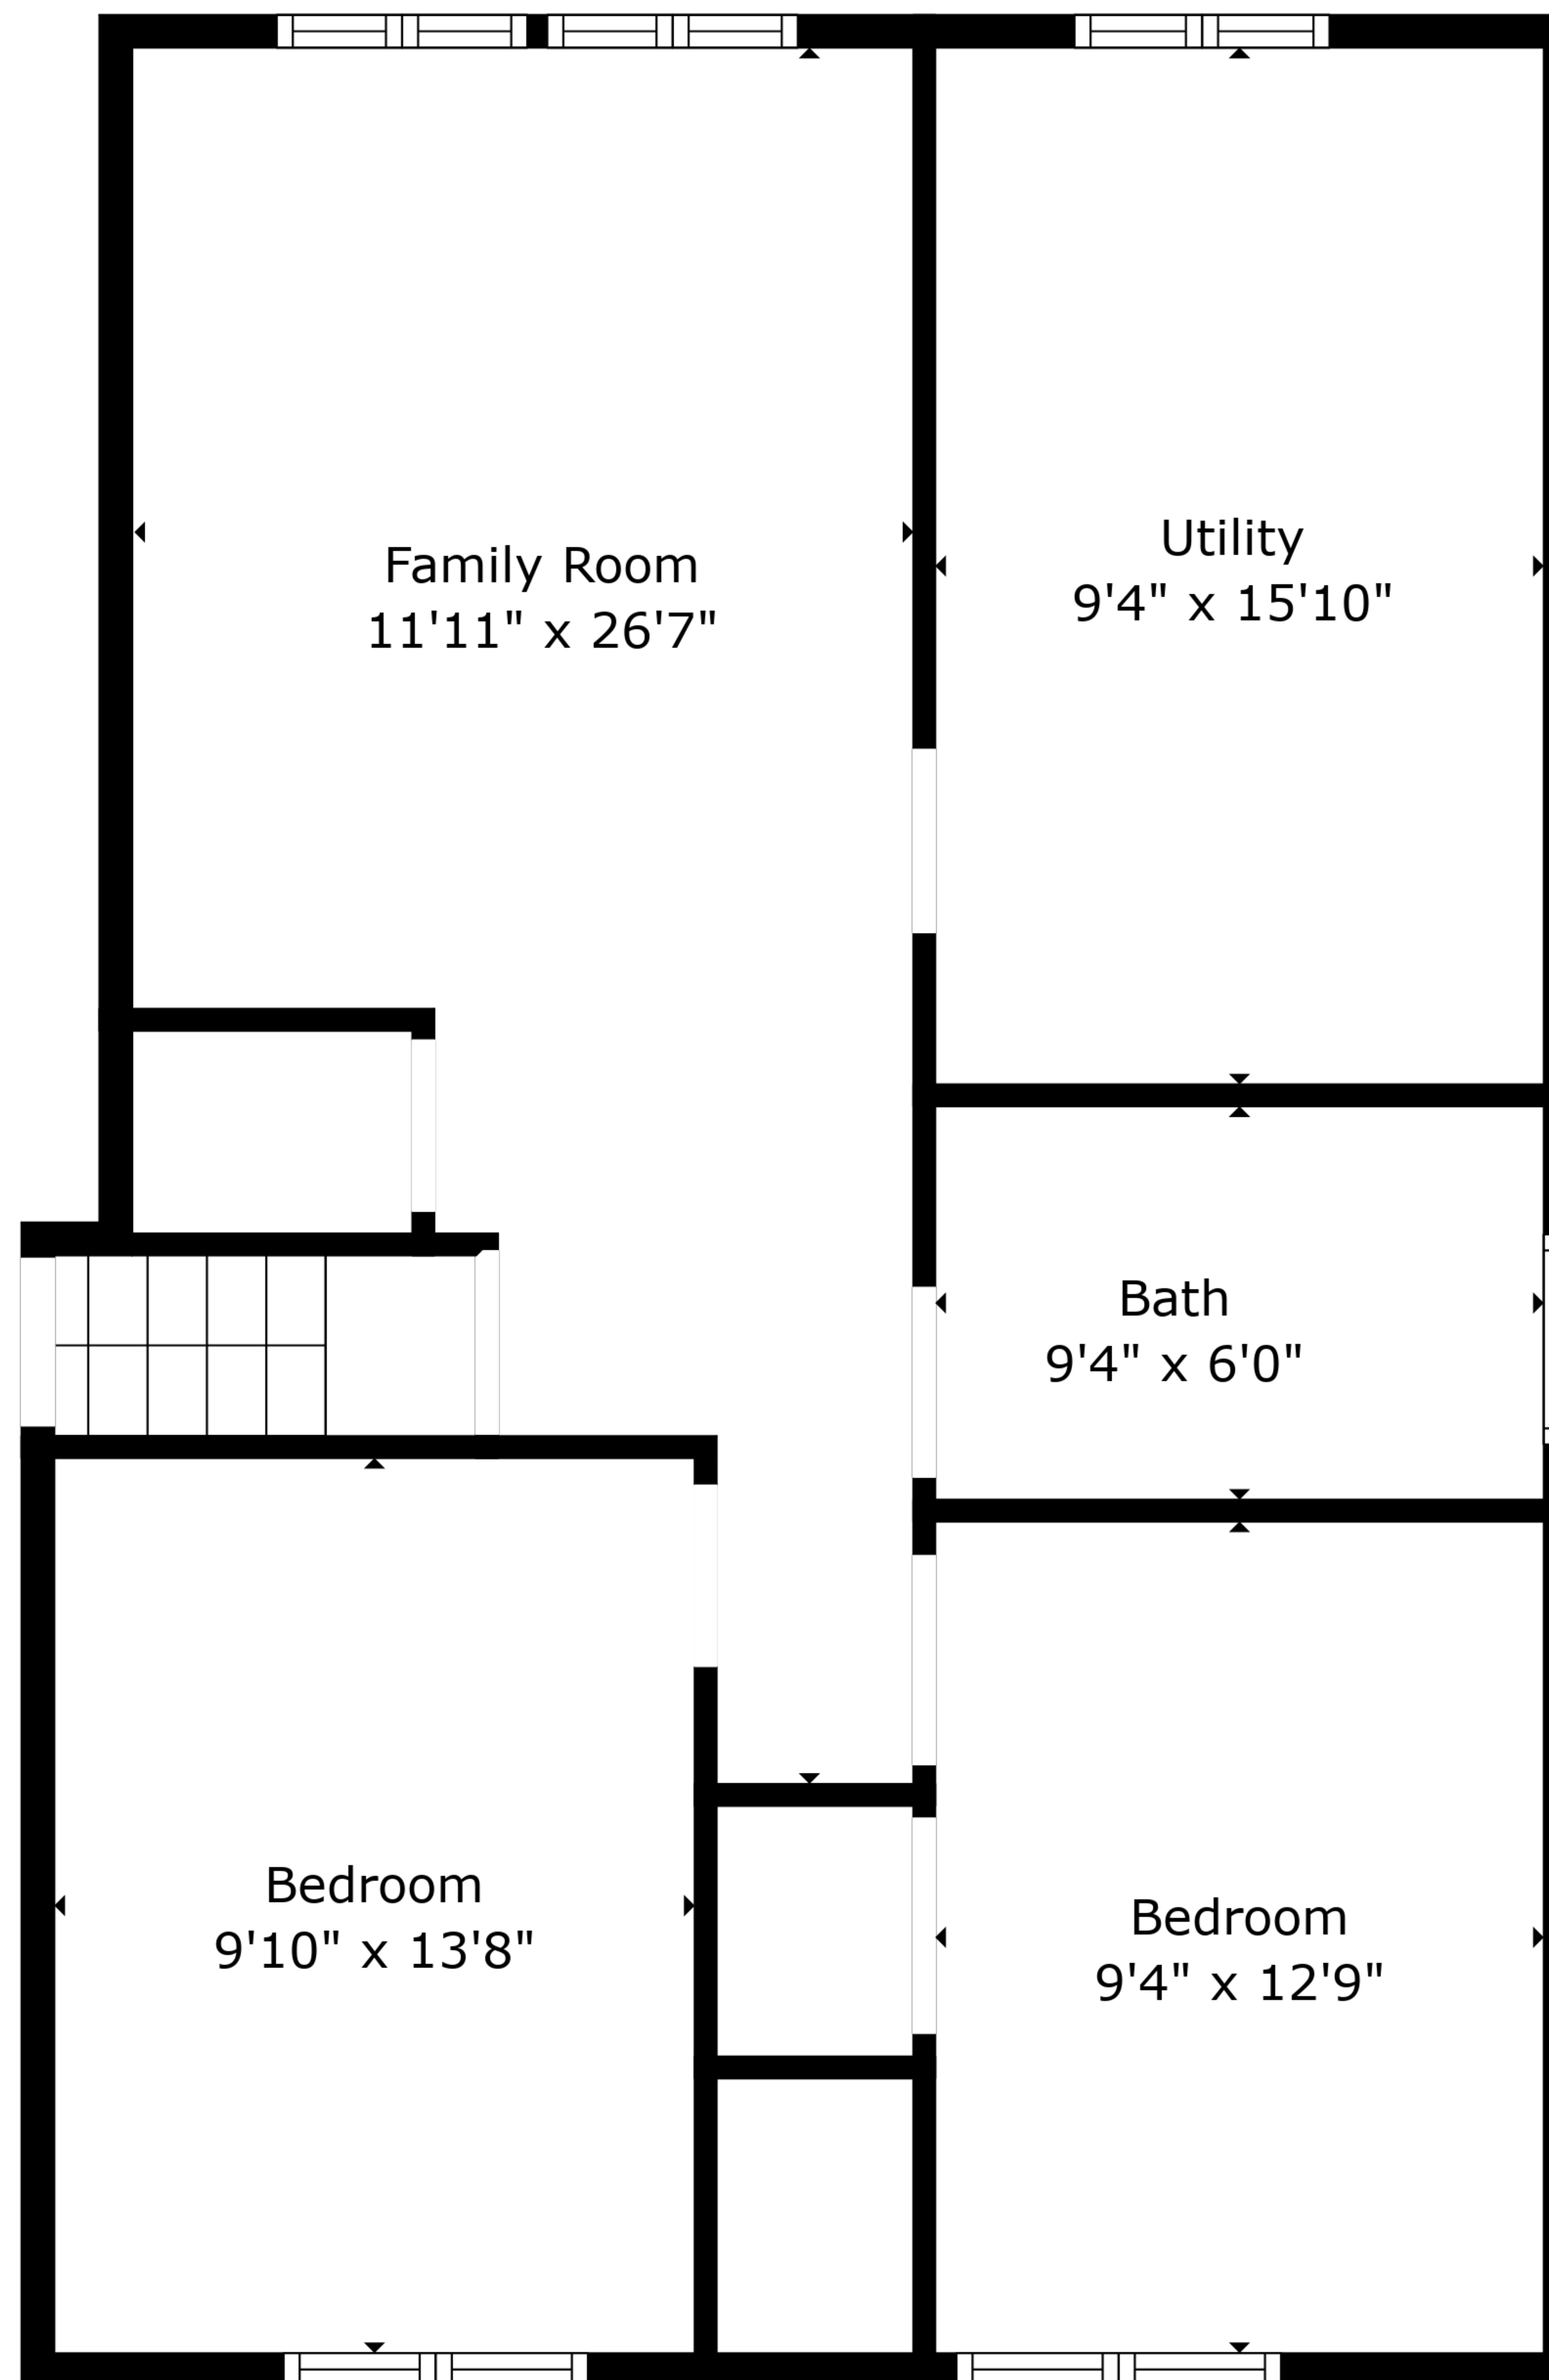 Family Room
11'11" x 26'7"
Utility
9'4" x 15'10"
Bath
9'4" x 6'0"
Bedroom
9'10" x 13'8"
Bedroom
9'4" x 12'9"